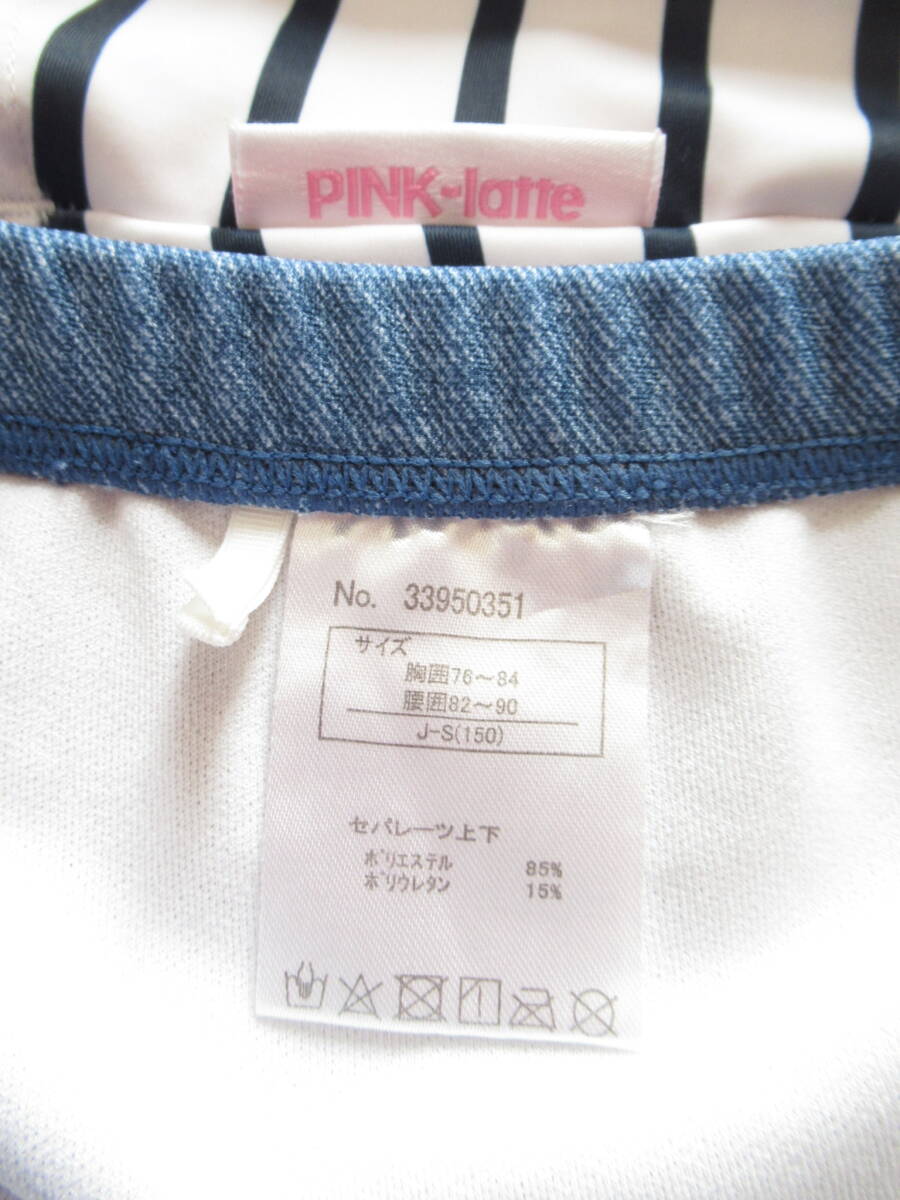 PINK-latte
No. 33950351
サイズ
胸囲76～84
腰囲82～90
J-S(150)
セパレーツ上下
ﾎﾟﾘｴｽﾃﾙ 85%
ﾎﾟﾘｳﾚﾀﾝ 15%